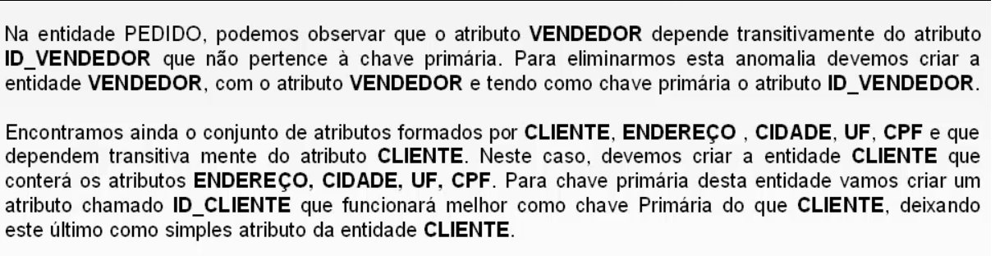 Na entidade PEDIDO, podemos observar que o atributo VENDEDOR depende transitivamente do atributo
ID_VENDEDOR que não pertence à chave primária. Para eliminarmos esta anomalia devemos criar a
entidade VENDEDOR, com o atributo VENDEDOR e tendo como chave primária o atributo ID_VENDEDOR.
Encontramos ainda o conjunto de atributos formados por CLIENTE, ENDEREÇO , CIDADE, UF, CPF e que
dependem transitiva mente do atributo CLIENTE. Neste caso, devemos criar a entidade CLIENTE que
conterá os atributos ENDEREÇO, CIDADE, UF, CPF. Para chave primária desta entidade vamos criar um
atributo chamado ID_CLIENTE que funcionará melhor como chave Primária do que CLIENTE, deixando
este último como simples atributo da entidade CLIENTE.